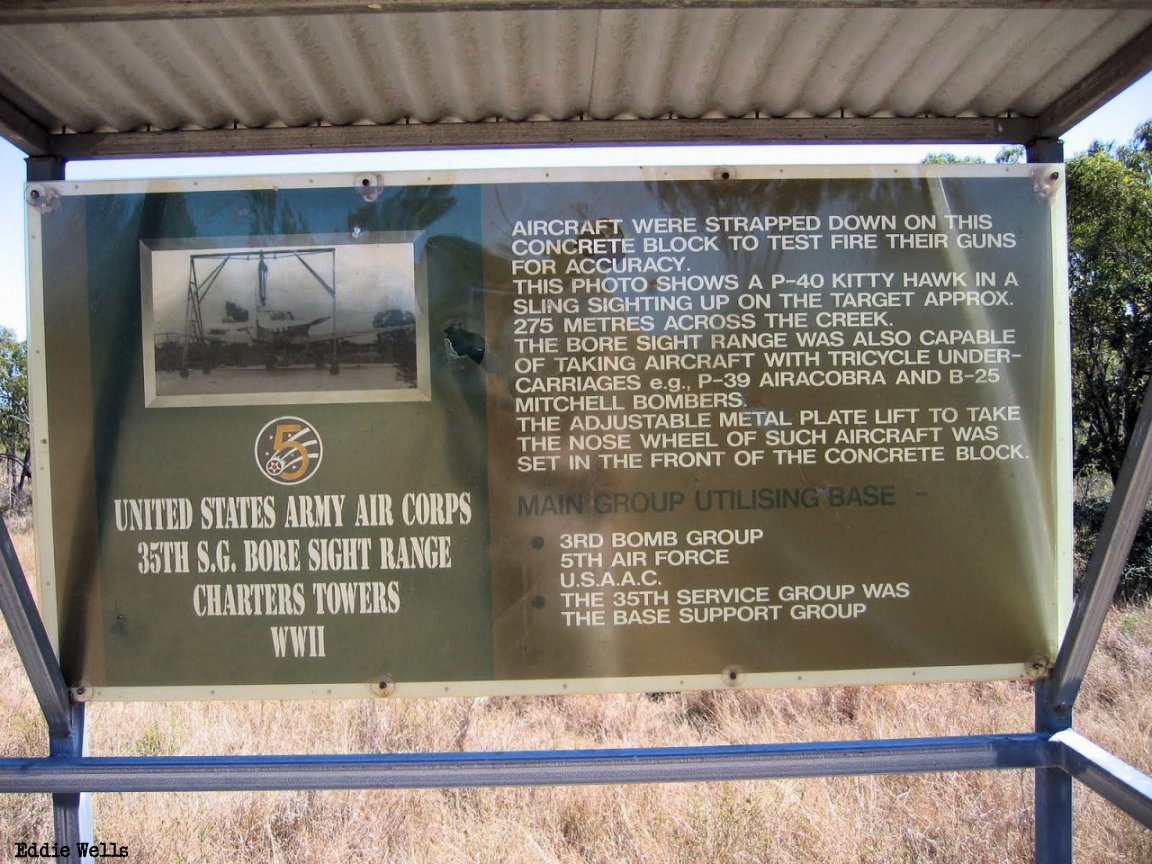 5
UNITED STATES ARMY AIR CORPS
35TH S.G. BORE SIGHT RANGE
CHARTERS TOWERS
WWII
AIRCRAFT WERE STRAPPED DOWN ON THIS
CONCRETE BLOCK TO TEST FIRE THEIR GUNS
FOR ACCURACY.
THIS PHOTO SHOWS A P-40 KITTY HAWK IN A
SLING SIGHTING UP ON THE TARGET APPROX.
275 METRES ACROSS THE CREEK.
THE BORE SIGHT RANGE WAS ALSO CAPABLE
OF TAKING AIRCRAFT WITH TRICYCLE UNDER-
CARRIAGES e.g., P-39 AIRACOBRA AND B-25
MITCHELL BOMBERS.
THE ADJUSTABLE METAL PLATE LIFT TO TAKE
THE NOSE WHEEL OF SUCH AIRCRAFT WAS
SET IN THE FRONT OF THE CONCRETE BLOCK.
MAIN GROUP UTILISING BASE -
● 3RD BOMB GROUP
5TH AIR FORCE
U.S.A.A.C.
● THE 35TH SERVICE GROUP WAS
THE BASE SUPPORT GROUP
Eddie Wells